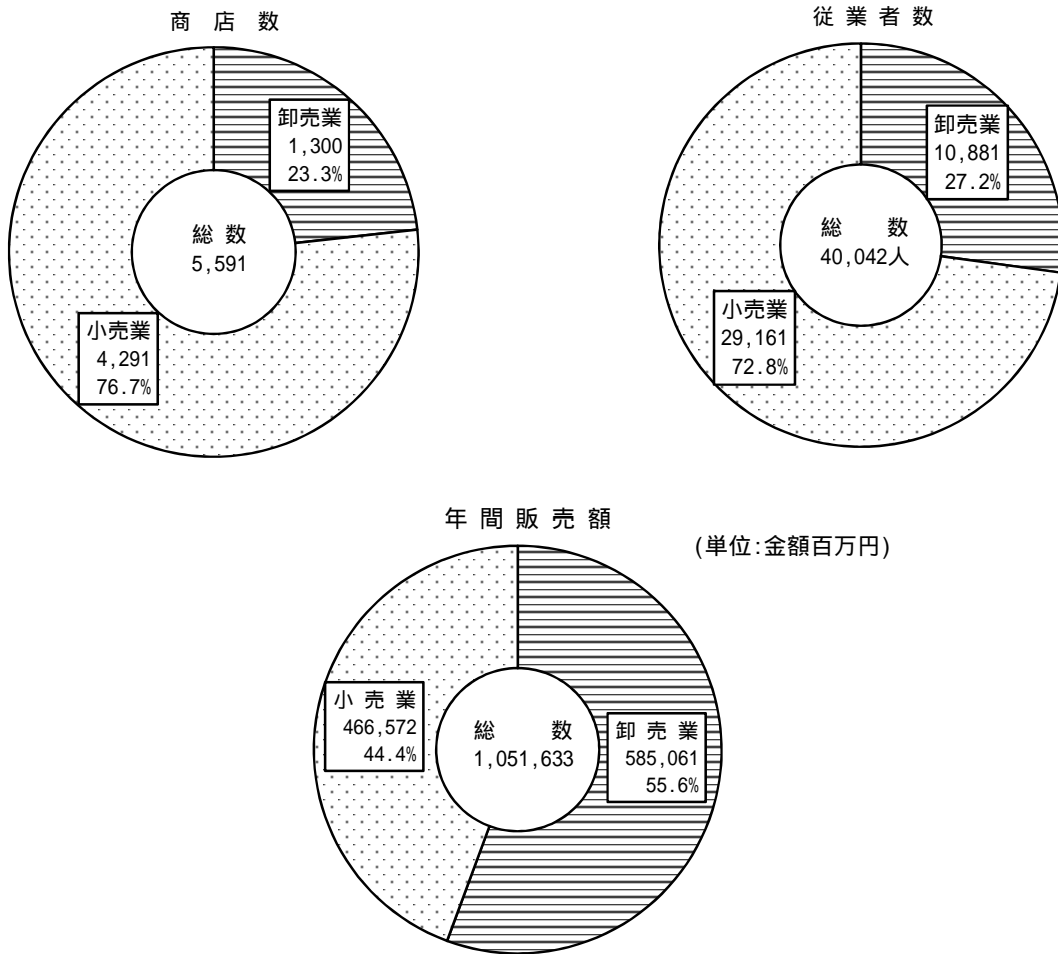 商店数
卸売業
1,300
23.3%
総数
5,591
小売業
4,291
76.7%
従業者数
卸売業
10,881
27.2%
総数
40,042人
小売業
29,161
72.8%
年間販売額
(単位:金額百万円)
小売業
466,572
44.4%
総数
1,051,633
卸売業
585,061
55.6%